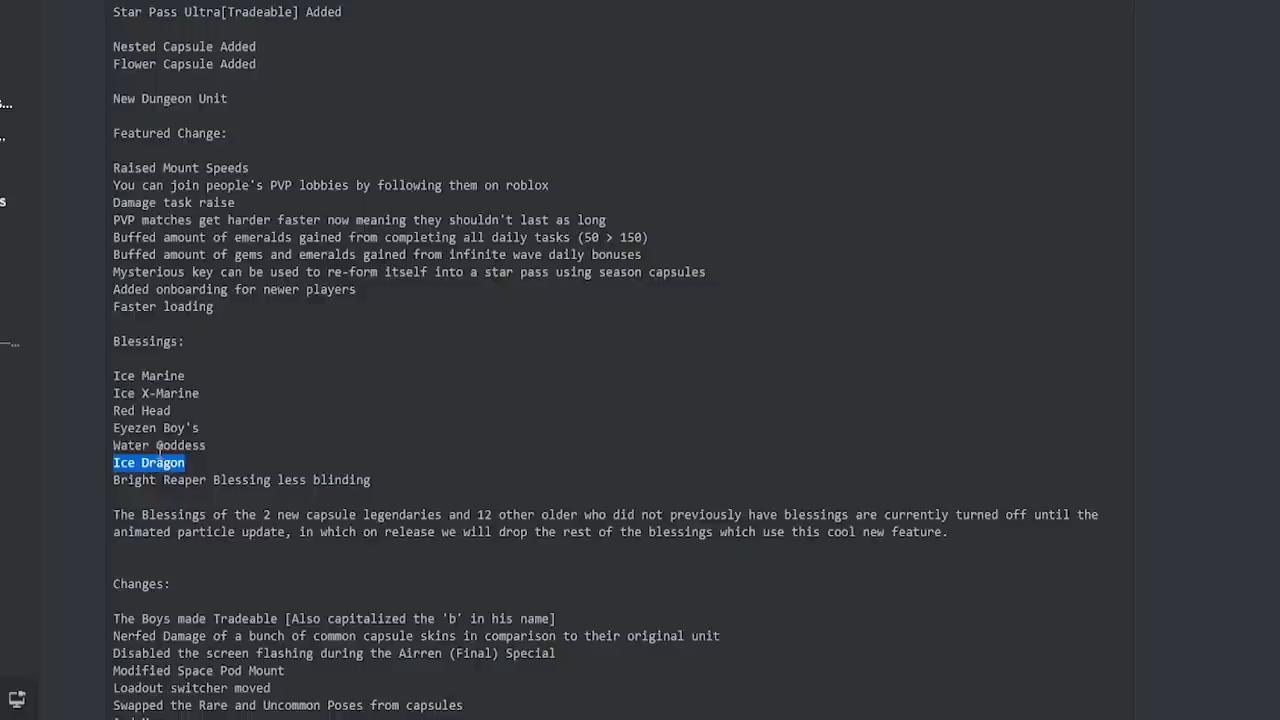 Star Pass Ultra[Tradeable] Added
Nested Capsule Added
Flower Capsule Added
New Dungeon Unit
Featured Change:
Raised Mount Speeds
You can join people's PVP lobbies by following them on roblox
Damage task raise
PVP matches get harder faster now meaning they shouldn't last as long
Buffed amount of emeralds gained from completing all daily tasks (50 > 150)
Buffed amount of gems and emeralds gained from infinite wave daily bonuses
Mysterious key can be used to re-form itself into a star pass using season capsules
Added onboarding for newer players
Faster loading
Blessings:
Ice Marine
Ice X-Marine
Red Head
Eyezen Boy's
Water Goddess
Ice Dragon
Bright Reaper Blessing less blinding
The Blessings of the 2 new capsule legendaries and 12 other older who did not previously have blessings are currently turned off until the
animated particle update, in which on release we will drop the rest of the blessings which use this cool new feature.
Changes:
The Boys made Tradeable [Also capitalized the 'b' in his name]
Nerfed Damage of a bunch of common capsule skins in comparison to their original unit
Disabled the screen flashing during the Airren (Final) Special
Modified Space Pod Mount
Loadout switcher moved
Swapped the Rare and Uncommon Poses from capsules